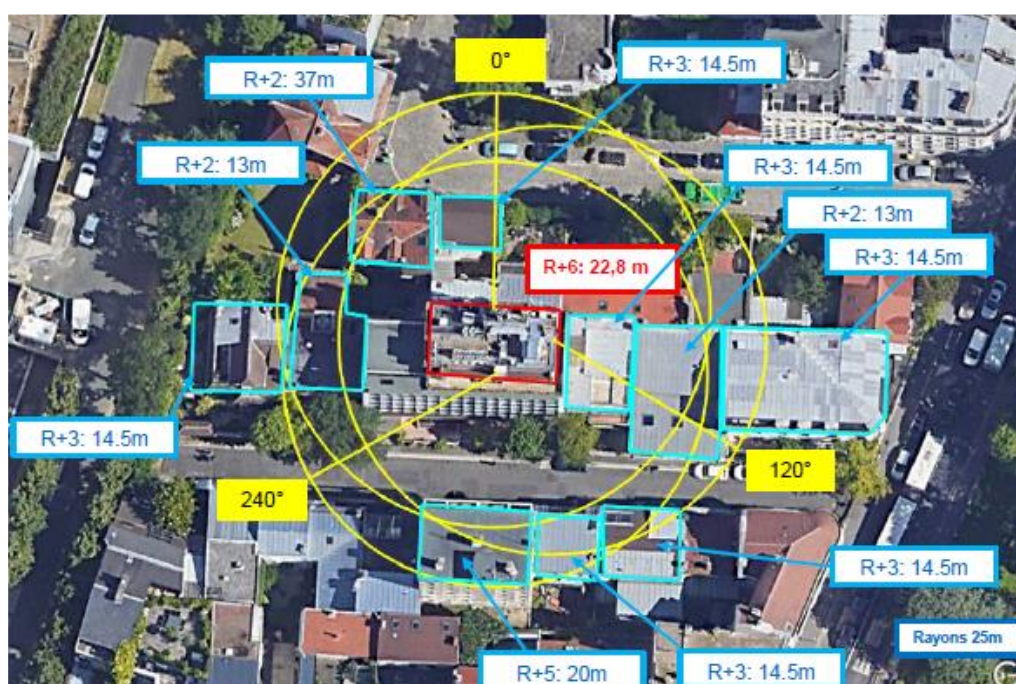 0°
R+3: 14.5m
R+2: 37m
R+2: 13m
R+3: 14.5m
R+2: 13m
R+3: 14.5m
R+6: 22,8 m
R+3: 14.5m
240°
120°
R+3: 14.5m
Rayons 25m
R+5: 20m
R+3: 14.5m